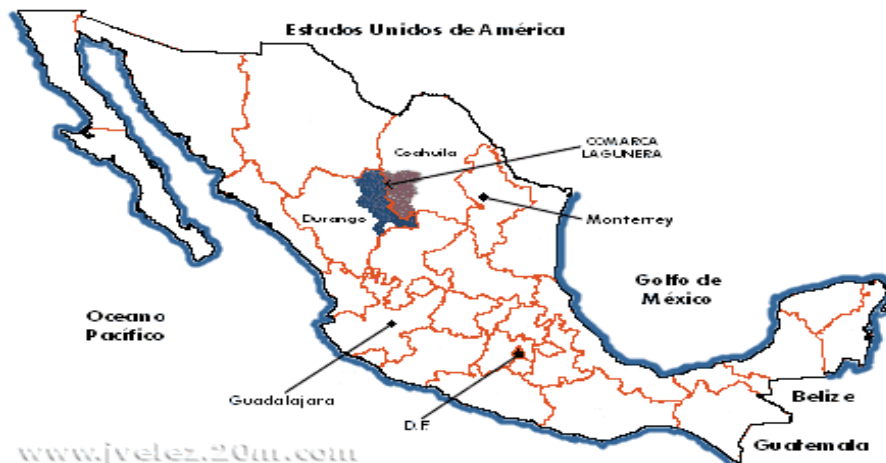 Estados Unidos de América
COMARCA
LAGUNERA
Coahuila
Durango
Monterrey
Golfo de
México
Oceano
Pacífico
Guadalajara
D.F.
Belize
Guatemala
www.jvelez.20m.com